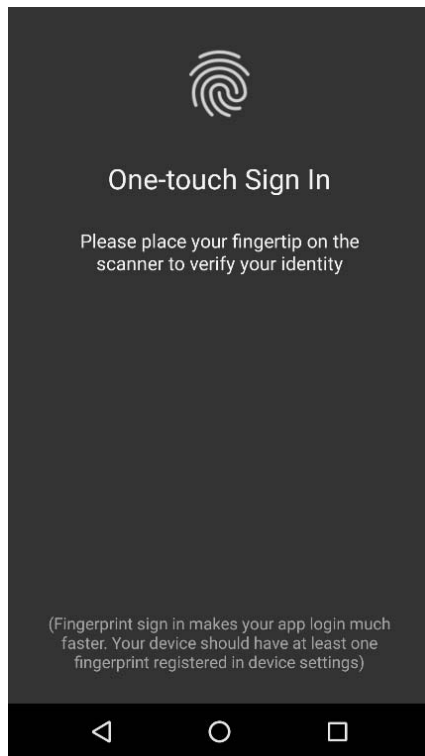 One-touch Sign In
Please place your fingertip on the
scanner to verify your identity
(Fingerprint sign in makes your app login much
faster. Your device should have at least one
fingerprint registered in device settings)